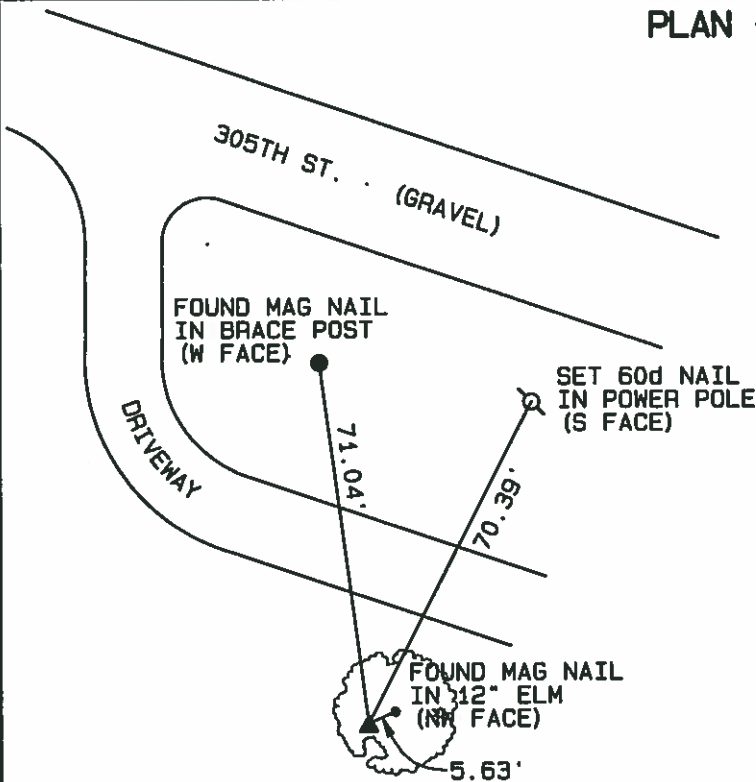 PLAN
305TH ST. (GRAVEL)
FOUND MAG NAIL
IN BRACE POST
(W FACE)
SET 60d NAIL
IN POWER POLE
(S FACE)
DRIVEWAY
71.04'
70.39'
FOUND MAG NAIL
IN 12" ELM
FACE)
5.63'